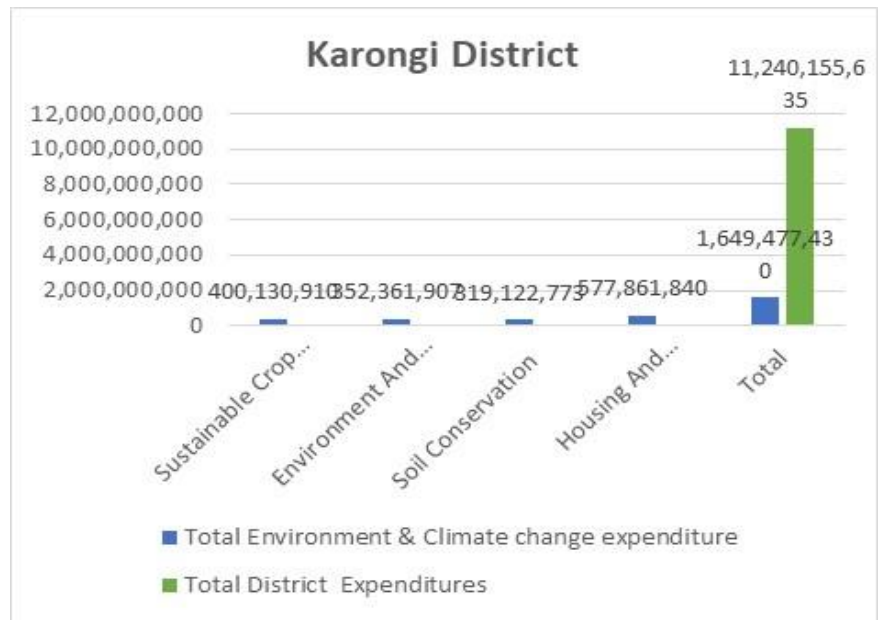 Karongi District
11,240,155,6
35
12,000,000,000
10,000,000,000
8,000,000,000
6,000,000,000
4,000,000,000
2,000,000,000
0
400,130,910
352,361,907
319,122,773
577,861,840
1,649,477,43
0
Sustainable Crop...
Environment And...
Soil Conservation
Housing And...
Total
Total Environment & Climate change expenditure
Total District Expenditures